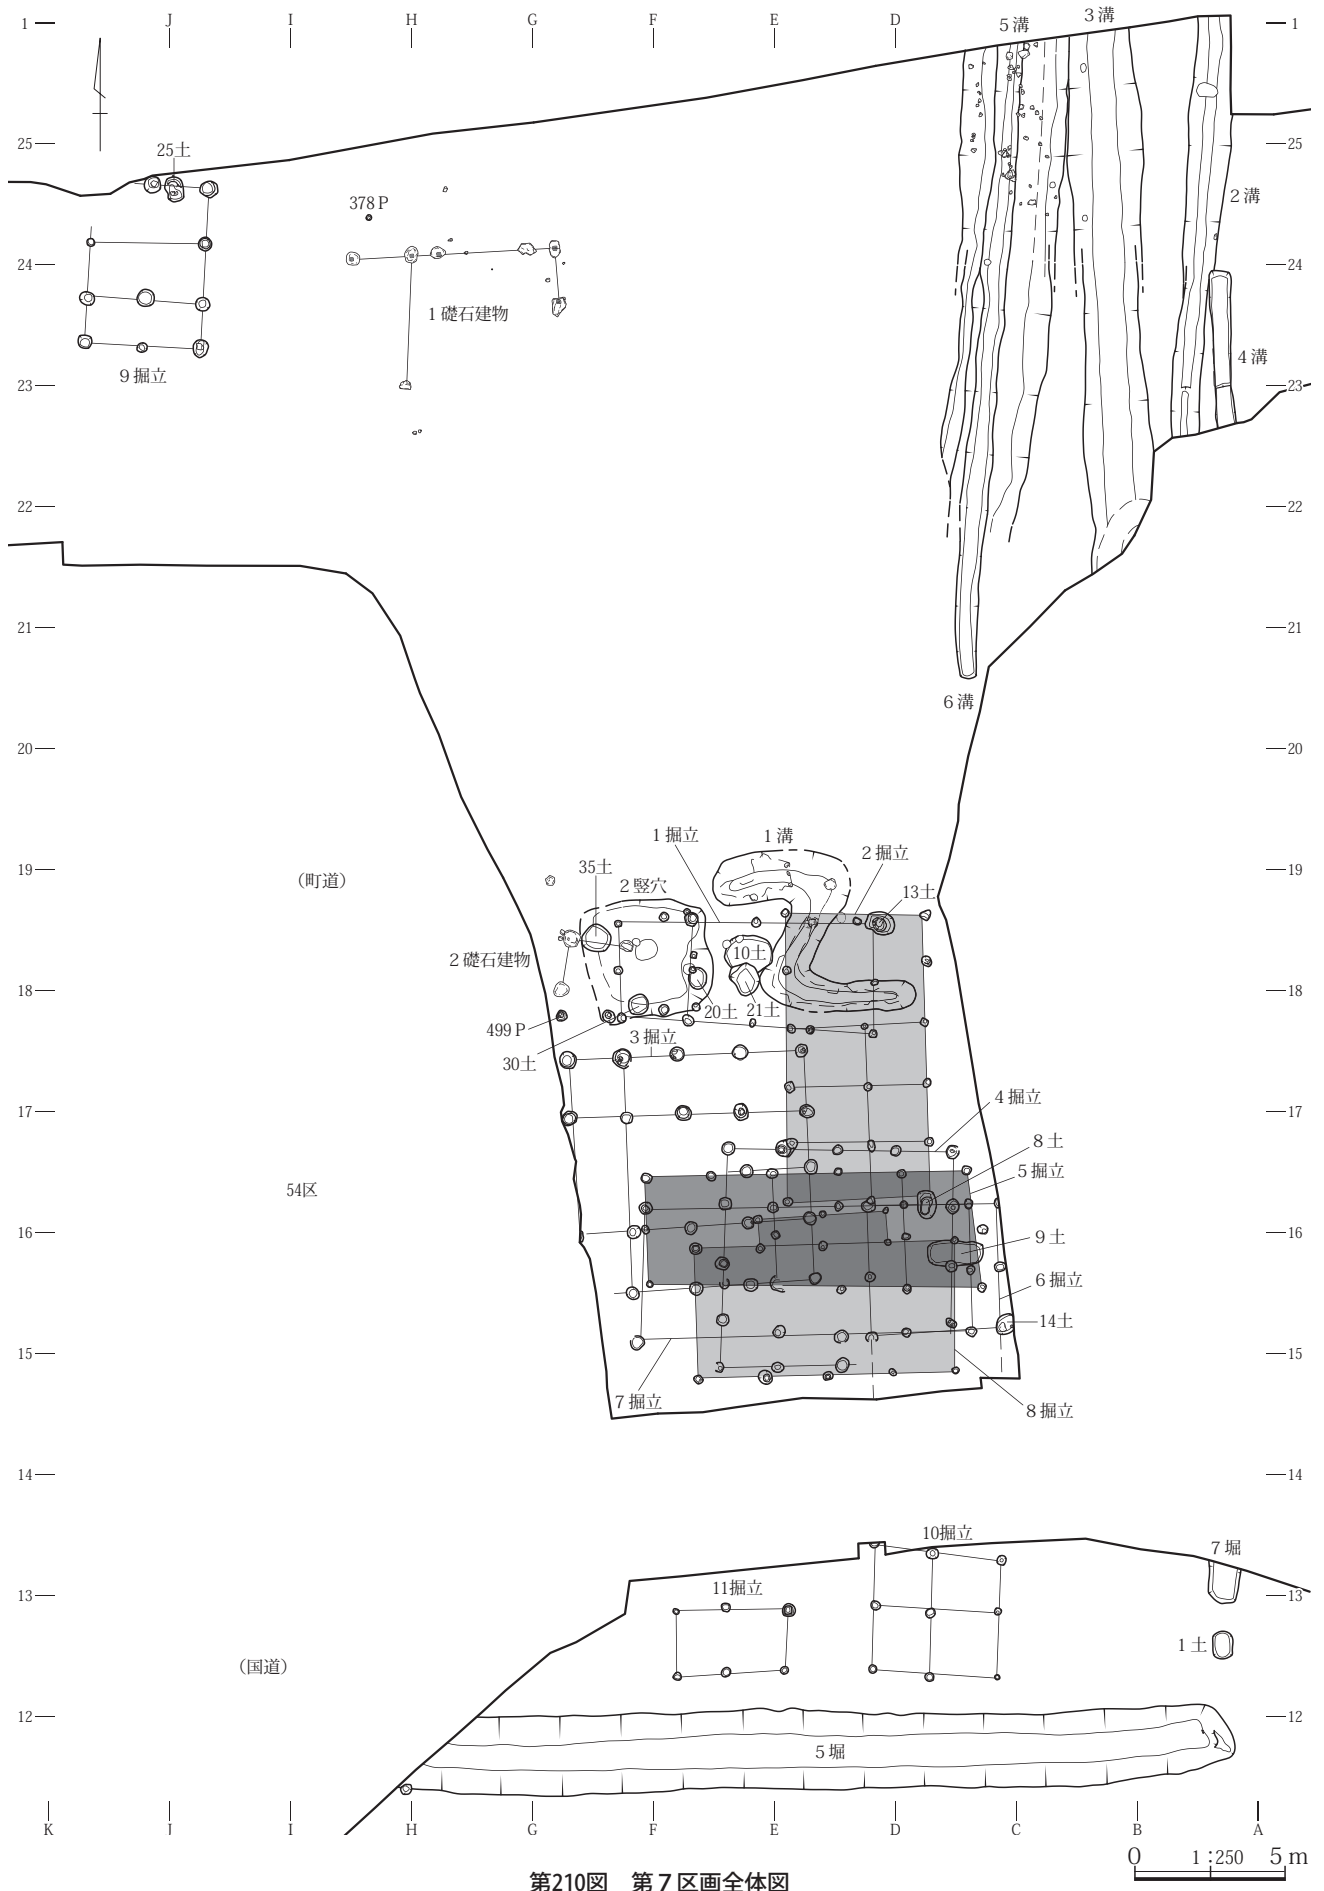 J I H G F E D
1 1
5溝
3溝
25 25
25土
2溝
378P
24 24
1礎石建物
4溝
9掘立
23 23
22 22
21 21
6溝
20 20
1掘立
1溝
2掘立
19 19
35土
2竪穴
13土
(町道)
10土
2礎石建物
18 18
20土
21土
499P
3掘立
30土
17 17
4掘立
8土
5掘立
54区
16 16
9土
6掘立
14土
15 15
7掘立
8掘立
14 14
10掘立
7堀
13 13
11掘立
1土
(国道)
12 12
5堀
K J I H G F E D C B A
0 1:250 5m
第210図 第7区画全体図